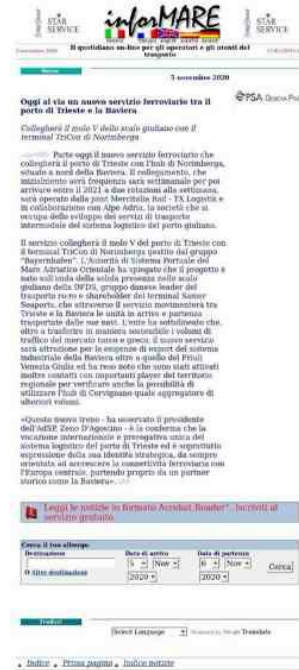 STAR
SERVICE
inforMARE
STAR
SERVICE
Il quotidiano on-line per gli operatori e gli utenti del
trasporto
5 novembre 2020
Oggi al via un nuovo servizio ferroviario tra il
porto di Trieste e la Baviera
PSA Genova Pra'
Collegherà il molo V dello scalo giuliano con il
terminal TriCon di Norimberga
Parte oggi il nuovo servizio ferroviario che
collegherà il porto di Trieste con l'hub di Norimberga,
situato a nord della Baviera. Il collegamento, che
inizialmente avrà frequenza settimanale per poi
arrivare entro il 2021 a due rotazioni alla settimana,
sarà operato dalla joint Mercitalia Rail - TX Logistik e
in collaborazione con Alpe Adria, la società che si
occupa dello sviluppo dei servizi di trasporto
intermodale del sistema logistico del porto giuliano.
Il servizio collegherà il molo V del porto di Trieste con
il terminal TriCon di Norimberga gestito dal gruppo
"Bayernhafen". L'Autorità di Sistema Portuale del
Mare Adriatico Orientale ha spiegato che il progetto è
nato sull'onda della solida presenza nello scalo
giuliano della DFDS, gruppo danese leader del
trasporto ro-ro e shareholder del terminal Samer
Seaports, che attraverso il servizio movimenterà tra
Trieste e la Baviera le unità in arrivo e partenza
trasportate dalle sue navi. L'ente ha sottolineato che,
oltre a trasferire in maniera sostenibile i volumi di
traffico del mercato turco e greco, il nuovo servizio
sarà attrazione per le esigenze di export del sistema
industriale della Baviera oltre a quello del Friuli
Venezia Giulia ed ha reso noto che sono stati attivati
inoltre contatti con importanti player del territorio
regionale per verificare anche la possibilità di
utilizzare l'hub di Cervignano quale aggregatore di
ulteriori volumi.
«Questo nuovo treno - ha osservato il presidente
dell'AdSP, Zeno D'Agostino - è la conferma che la
vocazione internazionale è prerogativa unica del
sistema logistico del porto di Trieste ed è soprattutto
espressione della sua identità strategica, da sempre
orientata ad accrescere la competitività ferroviaria con
l'Europa centrale, partendo proprio da un partner
storico come la Baviera».
Leggi le notizie in formato Acrobat Reader®. Iscriviti al
servizio gratuito.
Cerca il tuo albergo
Destinazione Data di arrivo Data di partenza
5 Nov 6 Nov Cerca
Altre destinazioni 2020 2020
Select Language Powered by Google Translate
Indice Prima pagina Indice notizie